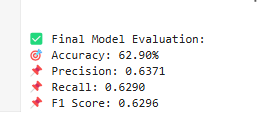 ✅ Final Model Evaluation:
🎯 Accuracy: 62.90%
📌 Precision: 0.6371
📌 Recall: 0.6290
📌 F1 Score: 0.6296